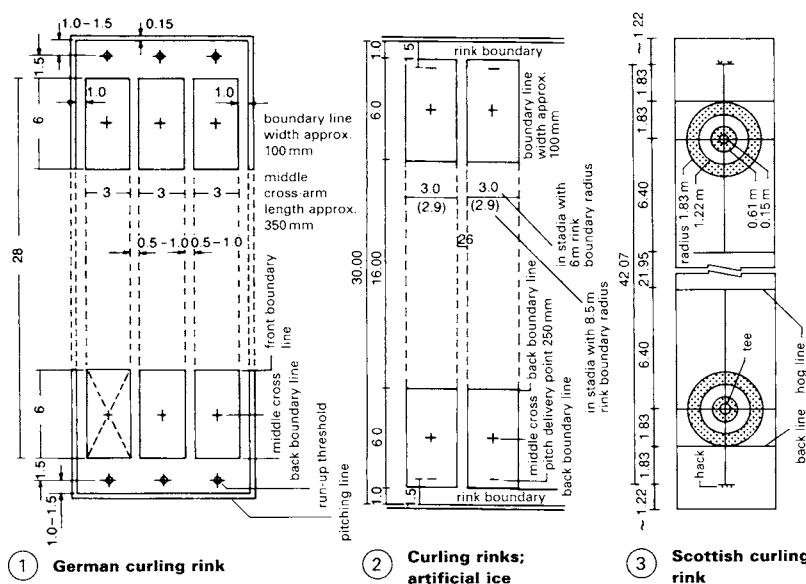 1.0–1.5
0.15
1.5
1.0
1.0
6
boundary line
width approx.
100 mm
middle
cross-arm
length approx.
350 mm
3
3
3
0.5–1.0
0.5–1.0
28
front boundary
line
6
middle cross
back boundary line
run-up threshold
pitching line
1.5
1.0–1.5
1 German curling rink
1.0
1.5
rink boundary
6.0
boundary line
width approx.
100 mm
3.0
3.0
(2.9)
(2.9)
in stadia with
6m rink
boundary radius
26
30.00
16.00
in stadia with 8.5m
rink boundary radius
back boundary line
middle cross
pitch delivery point 250 mm
back boundary line
6.0
1.0
1.5
rink boundary
2 Curling rinks;
artificial ice
~ 1.22
1.83
1.83
6.40
radius 1.83 m
1.22 m
0.61 m
0.15 m
42.07
21.95
6.40
tee
hog line
1.83
back line
1.83
hack
~ 1.22
3 Scottish curling
rink